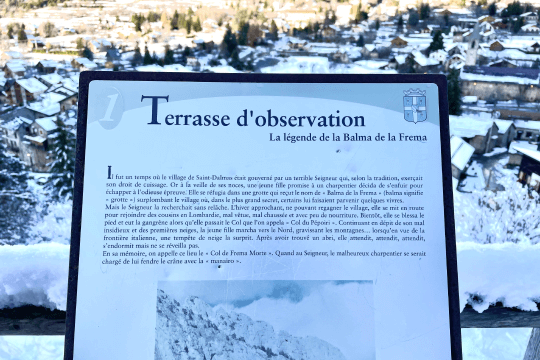 1
Terrasse d'observation
La légende de la Balma de la Frema
Il fut un temps où le village de Saint-Dalmas était gouverné par un terrible Seigneur qui, selon la tradition, exerçait
son droit de cuissage. Or à la veille de ses noces, une jeune fille promise à un charpentier décida de s'enfuir pour
échapper à l'odieuse épreuve. Elle se réfugia dans une grotte qui reçut le nom de « Balma de la Frema » (balma signifie
« grotte ») surplombant le village où, dans le plus grand secret, certains lui faisaient parvenir quelques vivres.
Mais le Seigneur la recherchait sans relâche. L'hiver approchant, ne pouvant regagner le village, elle se mit en route
pour rejoindre des cousins en Lombardie, mal vêtue, mal chaussée et avec peu de nourriture. Bientôt, elle se blessa le
pied et eut la gangrène alors qu'elle passait le Col que l'on appela « Col du Pépoiri ». Continuant en dépit de son mal
insidieux et des premières neiges, la jeune fille marcha vers le Nord, gravissant les montagnes... lorsqu'en vue de la
frontière italienne, une tempête de neige la surprit. Après avoir trouvé un abri, elle attendit, attendit, attendit,
s'endormit mais ne se réveilla pas.
En sa mémoire, on appelle ce lieu le « Col de Frema Morte ». Quand au Seigneur, le malheureux charpentier se serait
chargé de lui fendre le crâne avec la « manairo ».